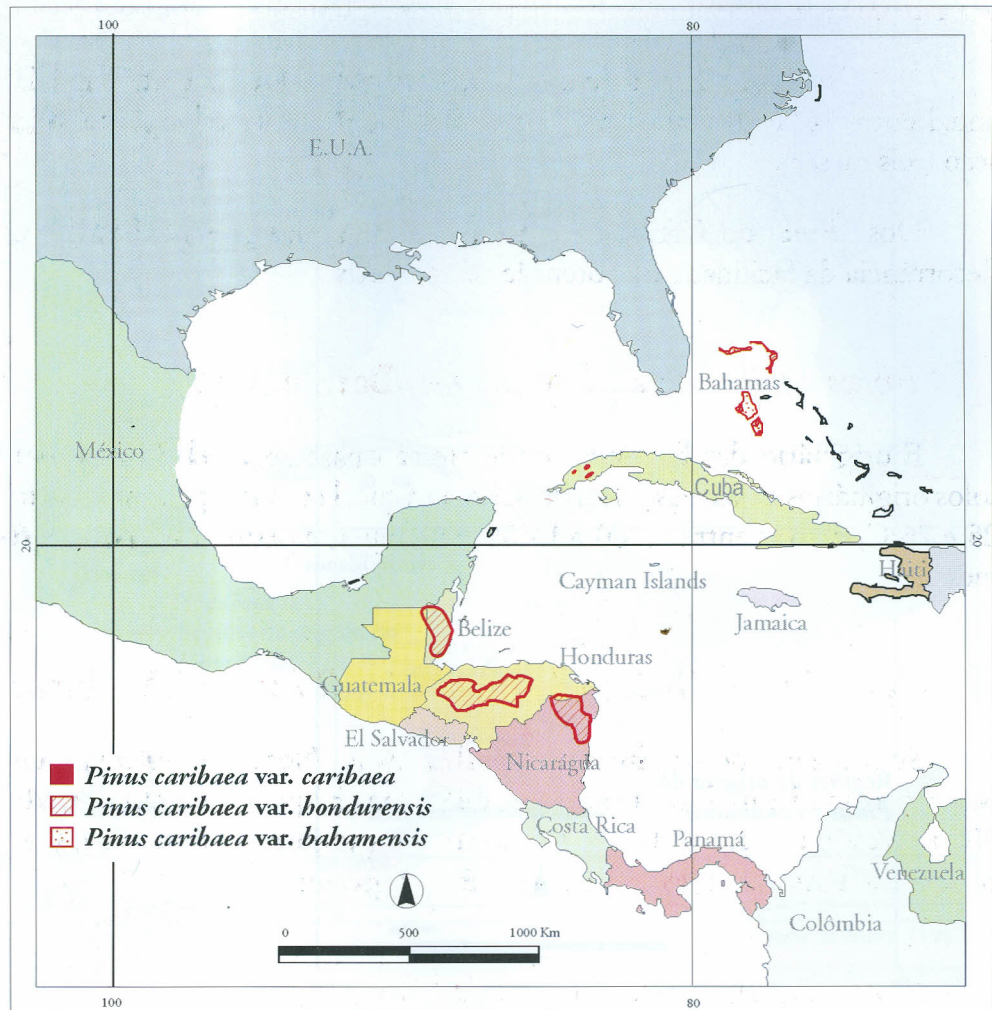 100
80
E.U.A.
Bahamas
México
Cuba
20
20
Haiti
Cayman Islands
Jamaica
Belize
Honduras
Guatemala
El Salvador
Nicarágua
Pinus caribaea var. caribaea
Pinus caribaea var. hondurensis
Pinus caribaea var. bahamensis
Costa Rica
Panamá
Venezuela
Colômbia
0 500 1000 Km
100
80